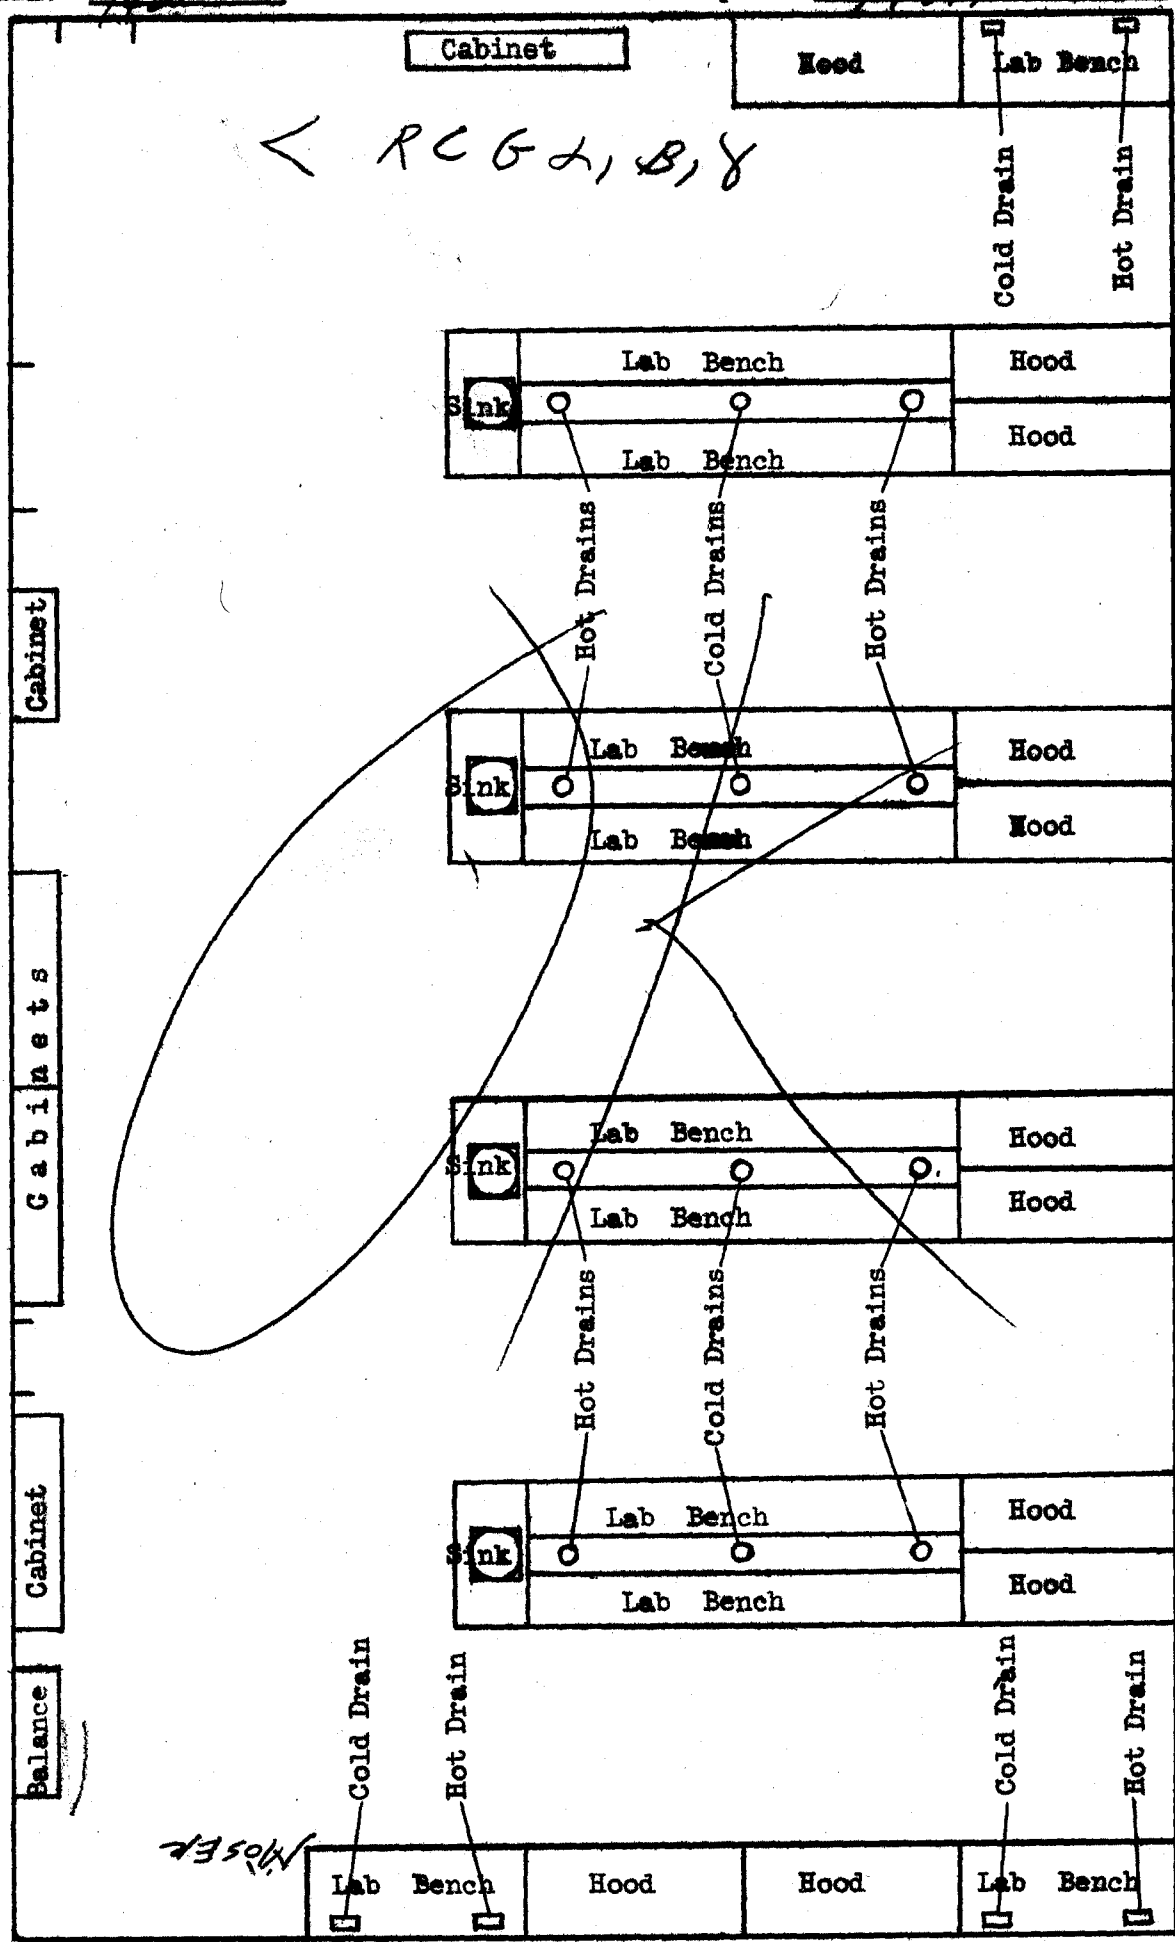 Cabinet
Hood
Lab Bench
< RCG α, β, γ
Cold Drain
Hot Drain
Lab Bench
Hood
Sink
Lab Bench
Hood
Hot Drains
Cold Drains
Hot Drains
Cabinet
Lab Bench
Hood
Sink
Lab Bench
Hood
Cabinets
Lab Bench
Hood
Sink
Lab Bench
Hood
Hot Drains
Cold Drains
Hot Drains
Cabinet
Lab Bench
Hood
Sink
Lab Bench
Hood
Balance
Cold Drain
Hot Drain
Cold Drain
Hot Drain
MOSER
Lab Bench
Hood
Hood
Lab Bench